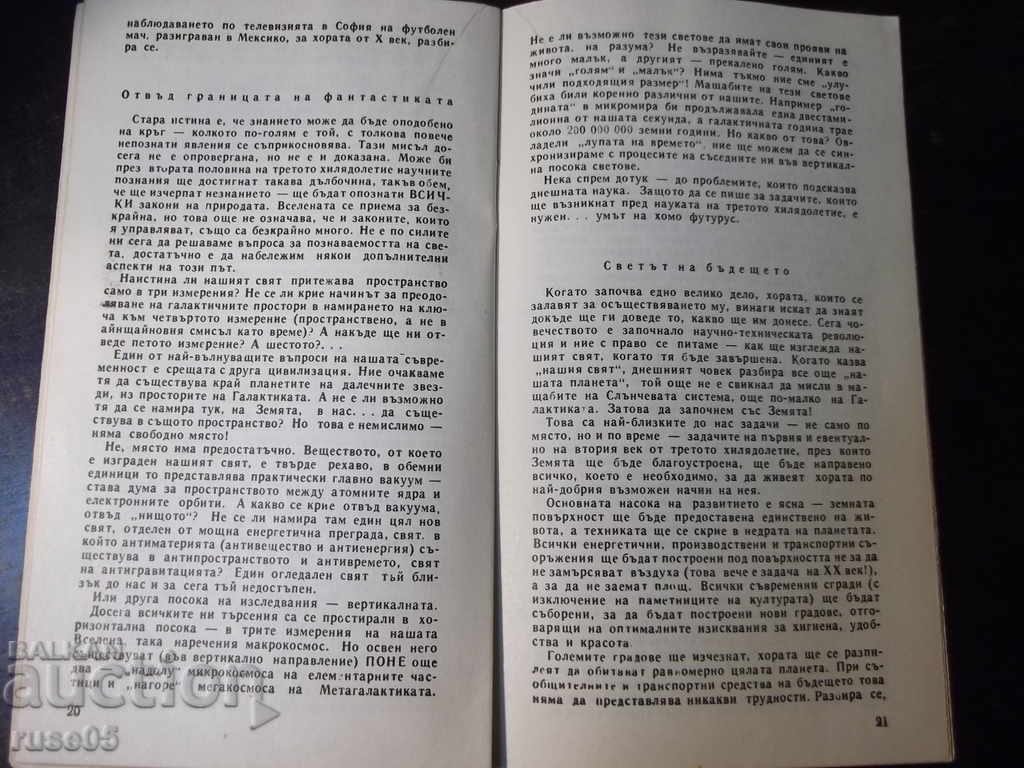 наблюдаването по телевизията в София на футболен
мач, разиграван в Мексико, за хората от X век, разби-
ра се.
Отвъд границата на фантастиката
Стара истина е, че знанието може да бъде оподобено
на кръг — колкото по-голям е той, с толкова повече
непознати явления се съприкосновява. Тази мисъл до-
сега не е опровергана, но не е и доказана. Може би
през втората половина на третото хилядолетие научните
познания ще достигнат такава дълбочина, такъв обем,
че ще изчерпат незнанието — ще бъдат опознати ВСИЧ-
КИ закони на природата. Вселената се приема за без-
крайна, но това още не означава, че и законите, които
я управляват, също са безкрайно много. Не по силите
ни сега да решаваме въпроса за познаваемостта на све-
та, достатъчно е да набележим някои допълнителни
аспекти на този път.
Наистина ли нашият свят притежава пространство
само в три измерения? Не се ли крие начинът за преодо-
ляване на галактичните простори в намирането на клю-
ча към четвъртото измерение (пространствено, а не в
айнщайновия смисъл като време)? А накъде ще ни от-
веде петото измерение? А шестото?. . .
Един от най-вълнуващите въпроси на нашата съвре-
менност е срещата с друга цивилизация. Ние очакваме
тя да съществува край планетите на далечните звез-
ди, из просторите на Галактиката. А не е ли възможно
тя да се намира тук, на Земята, в нас. . . да същест-
вува в същото пространство? Но това е немислимо —
няма свободно място!
Не, място има предостатъчно. Веществото, от което
е изграден нашият свят, е твърде рехаво, в обемни
единици то представлява практически главно вакуум —
става дума за пространството между атомните ядра и
електронните орбити. А какво се крие отвъд вакуума,
отвъд „нищото“? Не се ли намира там един цял нов
свят, отделен от мощна енергетична преграда, свят, в
който антиматерията (антивещество и антиенергия) съ-
ществува в антипространството и антивремето, свят
на антигравитацията? Един огледален свят тъй бли-
зък до нас и за сега тъй недостъпен.
Или друга посока на изследвания — вертикалната.
Досега всичките ни търсения са се простирали в хо-
ризонтална посока — в трите измерения на нашата
Вселена, така наречения макрокосмос. Но освен него
съществуват (във вертикално направление) ПОНЕ още
два — „надолу“ микрокосмоса на елементарните час-
тици и „нагоре“ мегакосмоса на Метагалактиката.
20
Не е ли възможно тези светове да имат свои прояви на
живота, на разума? Не възразявайте — единият е
много малък, а другият — прекалено голям. Какво
значи „голям“ и „малък“? Нима тъкмо ние сме „улу-
чили подходящия размер“! Мащабите на тези светове
биха били коренно различни от нашите. Например „го-
дината“ в микромира би продължавала една двестами-
лионна от нашата секунда, а галактичната година трае
около 200 000 000 земни години. Но какво от това? Ов-
ладели „лупата на времето“, ние ще можем да се син-
хронизираме с процесите на съседните ни във вертикал-
на посока светове.
Нека спрем дотук — до проблемите, които подсказва
днешната наука. Защото да се пише за задачите, които
ще възникнат пред науката на третото хилядолетие, е
нужен. . . умът на хомо футурус.
Светът на бъдещето
Когато започва едно велико дело, хората, които се
залавят за осъществяването му, винаги искат да знаят
докъде ще ги доведе то, какво ще им донесе. Сега чо-
вечеството е започнало научно-техническата револю-
ция и ние с право се питаме — как ще изглежда на-
шият свят, когато тя бъде завършена. Когато казва
„нашия свят“, днешният човек разбира все още „на-
шата планета“, той още не е свикнал да мисли в ма-
щабите на Слънчевата система, още по-малко на Га-
лактиката. Затова да започнем със Земята!
Това са най-близките до нас задачи — не само по
място, но и по време — задачите на първия и евентуал-
но на втория век от третото хилядолетие, през които
Земята ще бъде благоустроена, ще бъде направено
всичко, което е необходимо, за да живеят хората по
най-добрия възможен начин на нея.
Основната насока на развитието е ясна — земната
повърхност ще бъде предоставена единствено на жи-
вота, а техниката ще се скрие в недрата на планетата.
Всички енергетични, производствени и транспортни съ-
оръжения ще бъдат построени под повърхността не за да
не замърсяват въздуха (това вече е задача на XX век!),
а за да не заемат площ. Всички съвременни сгради (с
изключение на паметниците на културата) ще бъдат
съборени, за да бъдат построени нови градове, отго-
варящи на оптималните изисквания за хигиена, удоб-
ства и красота.
Големите градове ще изчезнат, хората ще се разпи-
леят да обитават равномерно цялата планета. При съ-
общителните и транспортни средства на бъдещето това
няма да представлява никакви трудности. Разбира се,
21
BALKAN
auction
ruse05